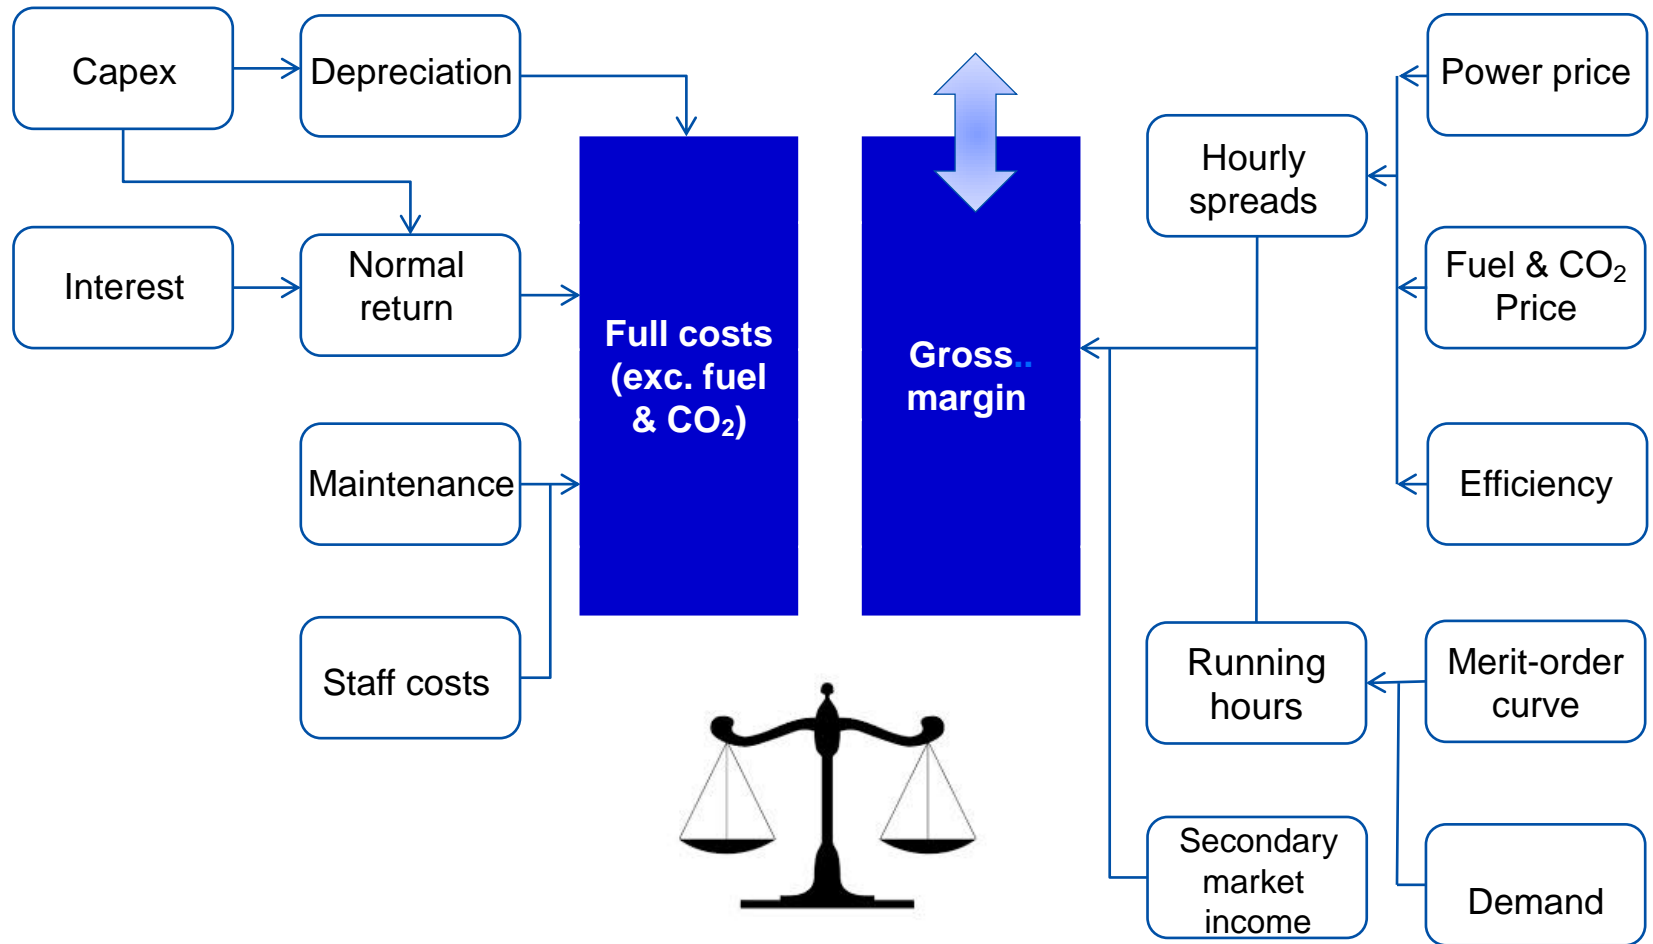 Capex
Depreciation
Interest
Normal
return
Maintenance
Staff costs
Full costs
(exc. fuel
& CO₂)
Gross..
margin
Hourly
spreads
Running
hours
Secondary
market
income
Power price
Fuel & CO₂
Price
Efficiency
Merit-order
curve
Demand